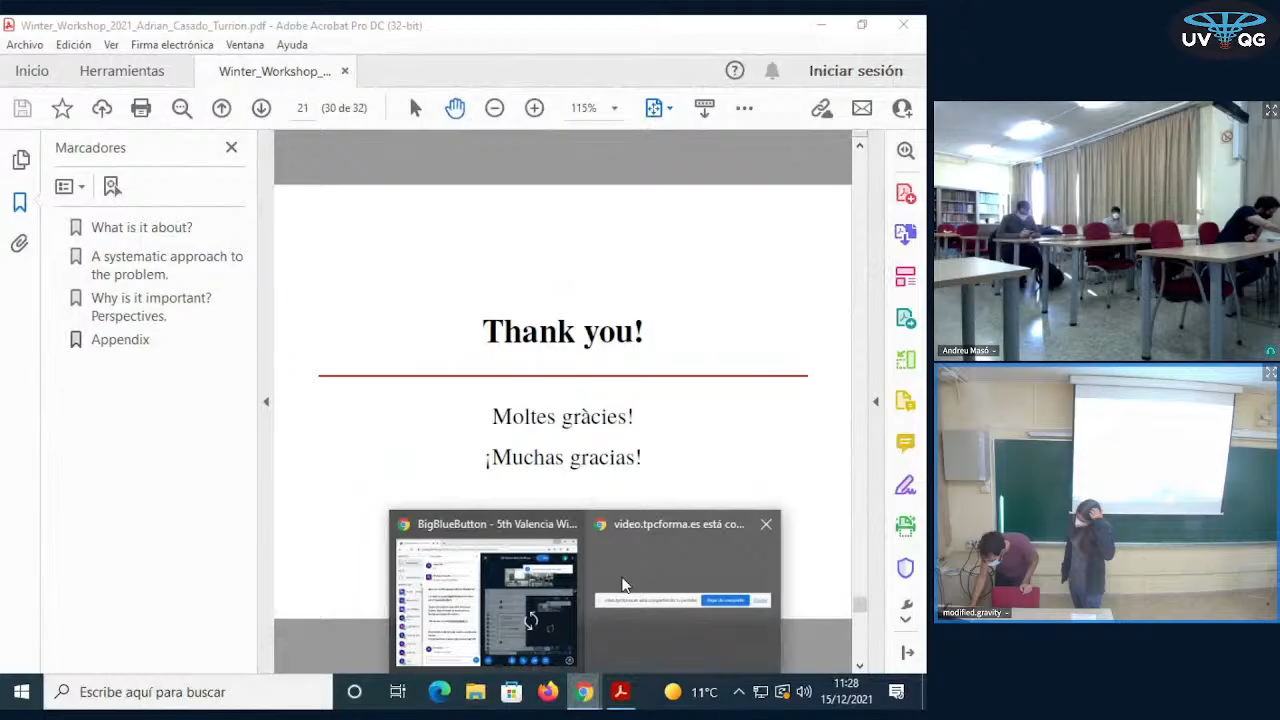 Winter_Workshop_2021_Adrian_Casado_Turrion.pdf - Adobe Acrobat Pro DC (32-bit)
UV QG
Archivo Edición Ver Firma electrónica Ventana Ayuda
Inicio Herramientas Winter_Workshop_... Iniciar sesión
21 (30 de 32) 115%
Marcadores
What is it about?
A systematic approach to
the problem.
Why is it important?
Perspectives.
Appendix
Thank you!
Moltes gràcies!
¡Muchas gracias!
BigBlueButton - 5th Valencia Wi...
video.tpcforma.es está co...
Andreu Masó
modified.gravity
Escribe aquí para buscar
11°C
11:28
15/12/2021